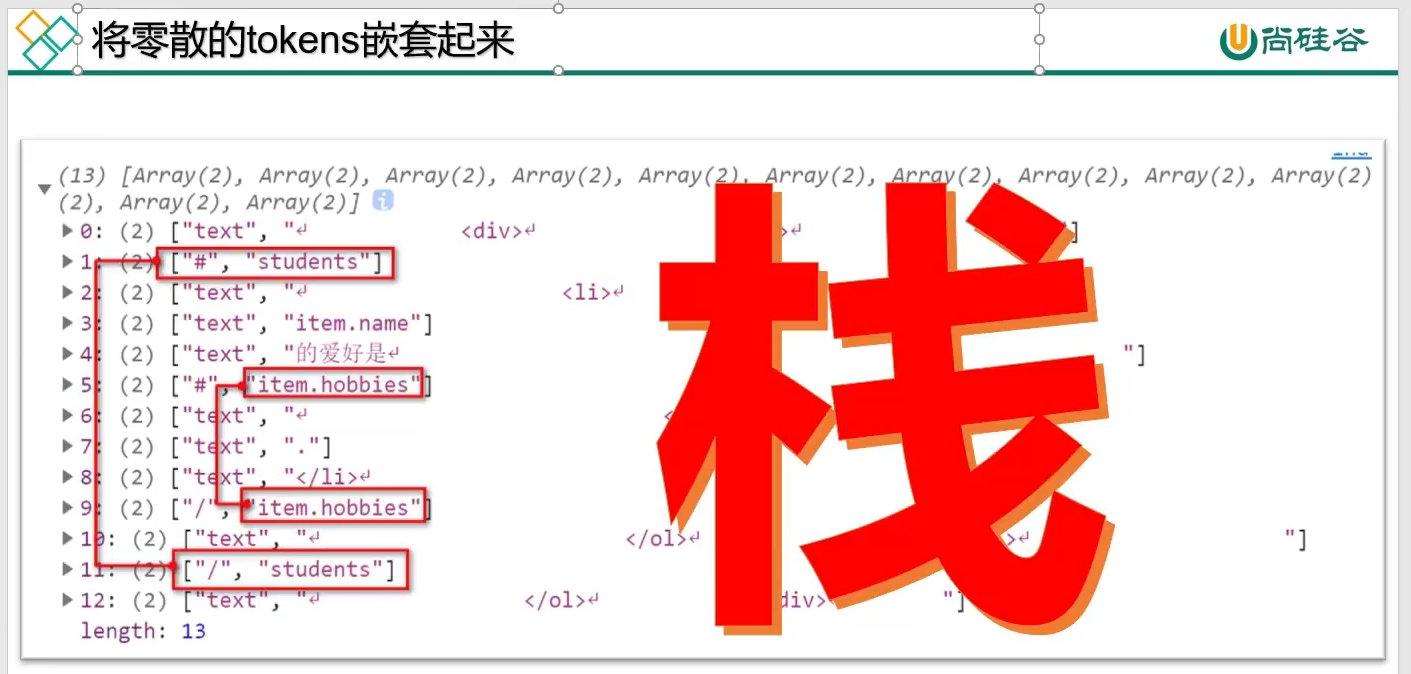 将零散的tokens嵌套起来
尚硅谷
(13) [Array(2), Array(2), Array(2), Array(2), Array(2), Array(2), Array(2), Array(2), Array(2), Array(2)
(2), Array(2), Array(2)]
0: (2) ["text", "↵ <div>↵ >↵ ]
1: (2) ["#", "students"]
2: (2) ["text", "↵ <li>↵
3: (2) ["text", "item.name"]
4: (2) ["text", "的爱好是↵ "]
5: (2) ["#", "item.hobbies"]
6: (2) ["text", "↵ <
7: (2) ["text", "."]
8: (2) ["text", "</li>↵
9: (2) ["/", "item.hobbies"]
10: (2) ["text", "↵ </ol>↵ >↵ "]
11: (2) ["/", "students"]
12: (2) ["text", "↵ </ol>↵ div>↵ "]
length: 13
栈